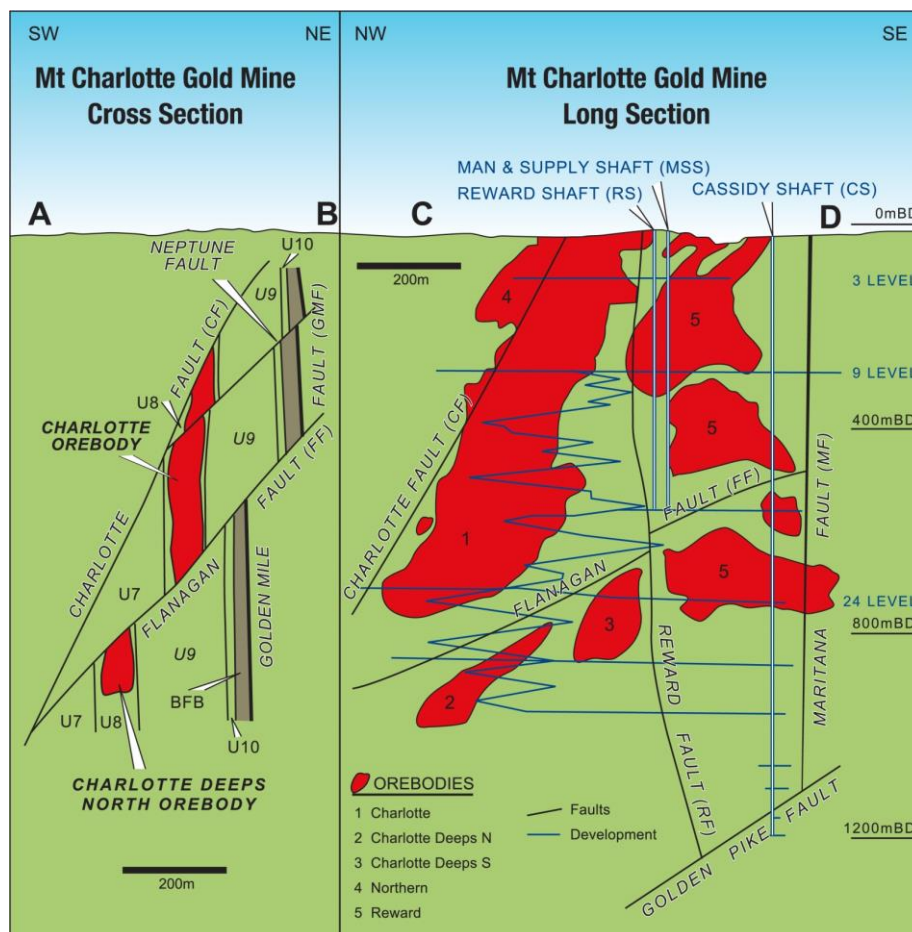 SW
NE
Mt Charlotte Gold Mine
Cross Section
A
B
NEPTUNE
FAULT
U10
U9
FAULT (CF)
FAULT (GMF)
U8
CHARLOTTE
OREBODY
U9
FAULT (FF)
CHARLOTTE
U7
FLANAGAN
GOLDEN MILE
U9
BFB
U7
U8
U10
CHARLOTTE DEEPS
NORTH OREBODY
200m
NW
SE
Mt Charlotte Gold Mine
Long Section
MAN & SUPPLY SHAFT (MSS)
REWARD SHAFT (RS)
CASSIDY SHAFT (CS)
C
D
0mBD
200m
4
3 LEVEL
5
9 LEVEL
CHARLOTTE FAULT (CF)
5
400mBD
FAULT (FF)
FAULT (MF)
1
FLANAGAN
5
24 LEVEL
3
800mBD
REWARD
MARITANA
2
FAULT (RF)
GOLDEN PIKE FAULT
1200mBD
OREBODIES
1 Charlotte
2 Charlotte Deeps N
3 Charlotte Deeps S
4 Northern
5 Reward
Faults
Development